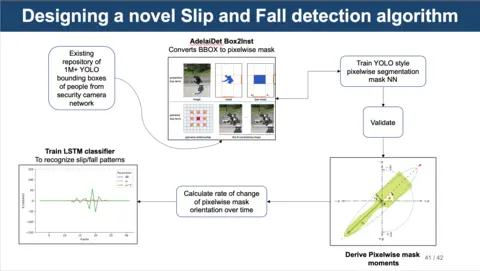 Designing a novel Slip and Fall detection algorithm
Existing
repository of
1M+ YOLO
bounding boxes
of people from
security camera
network
AdelaiDet Box2Inst
Converts BBOX to pixelwise mask
Train YOLO style
pixelwise segmentation
mask NN
Validate
Train LSTM classifier
To recognize slip/fall patterns
Calculate rate of change
of pixelwise mask
orientation over time
Derive Pixelwise mask
moments
41 / 42